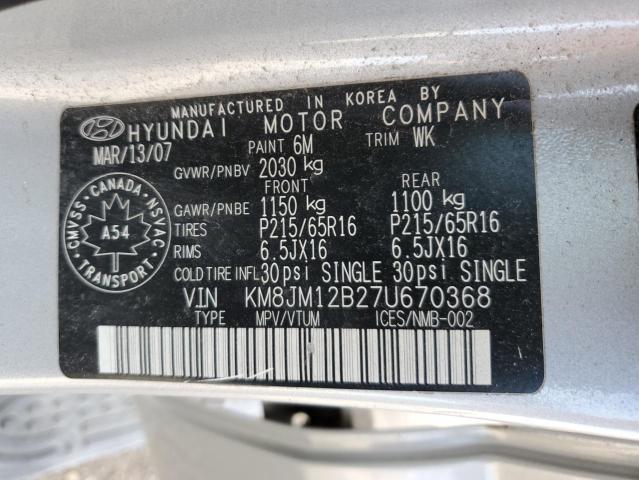 MANUFACTURED IN KOREA BY
HYUNDAI MOTOR COMPANY
MAR/13/07 PAINT 6M TRIM WK
GVWR/PNBV 2030 kg
FRONT REAR
GAWR/PNBE 1150 kg 1100 kg
TIRES P215/65R16 P215/65R16
RIMS 6.5JX16 6.5JX16
COLD TIRE INFL 30psi SINGLE 30psi SINGLE
VIN KM8JM12B27U670368
TYPE MPV/VTUM ICES/NMB-002
CMVSS - CANADA - NSVAC
A54
TRANSPORT